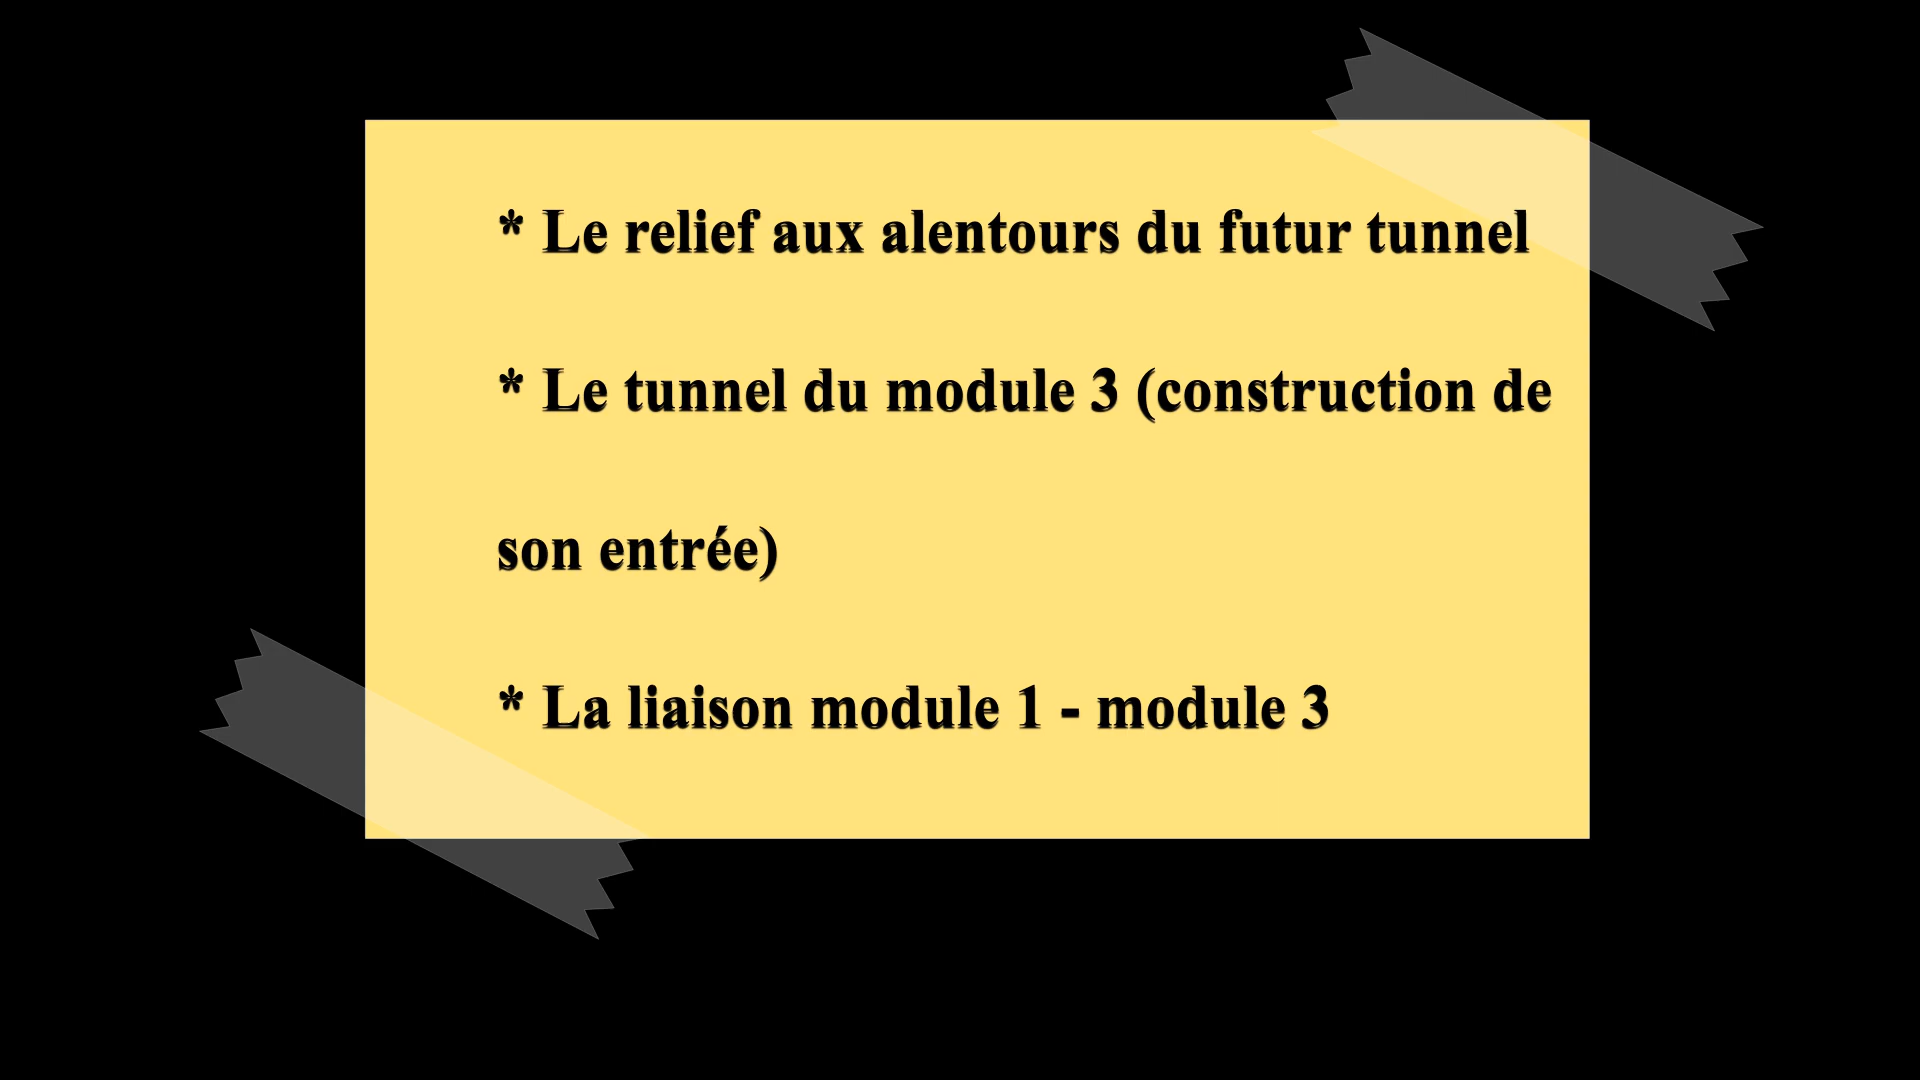 * Le relief aux alentours du futur tunnel
* Le tunnel du module 3 (construction de
son entrée)
* La liaison module 1 - module 3